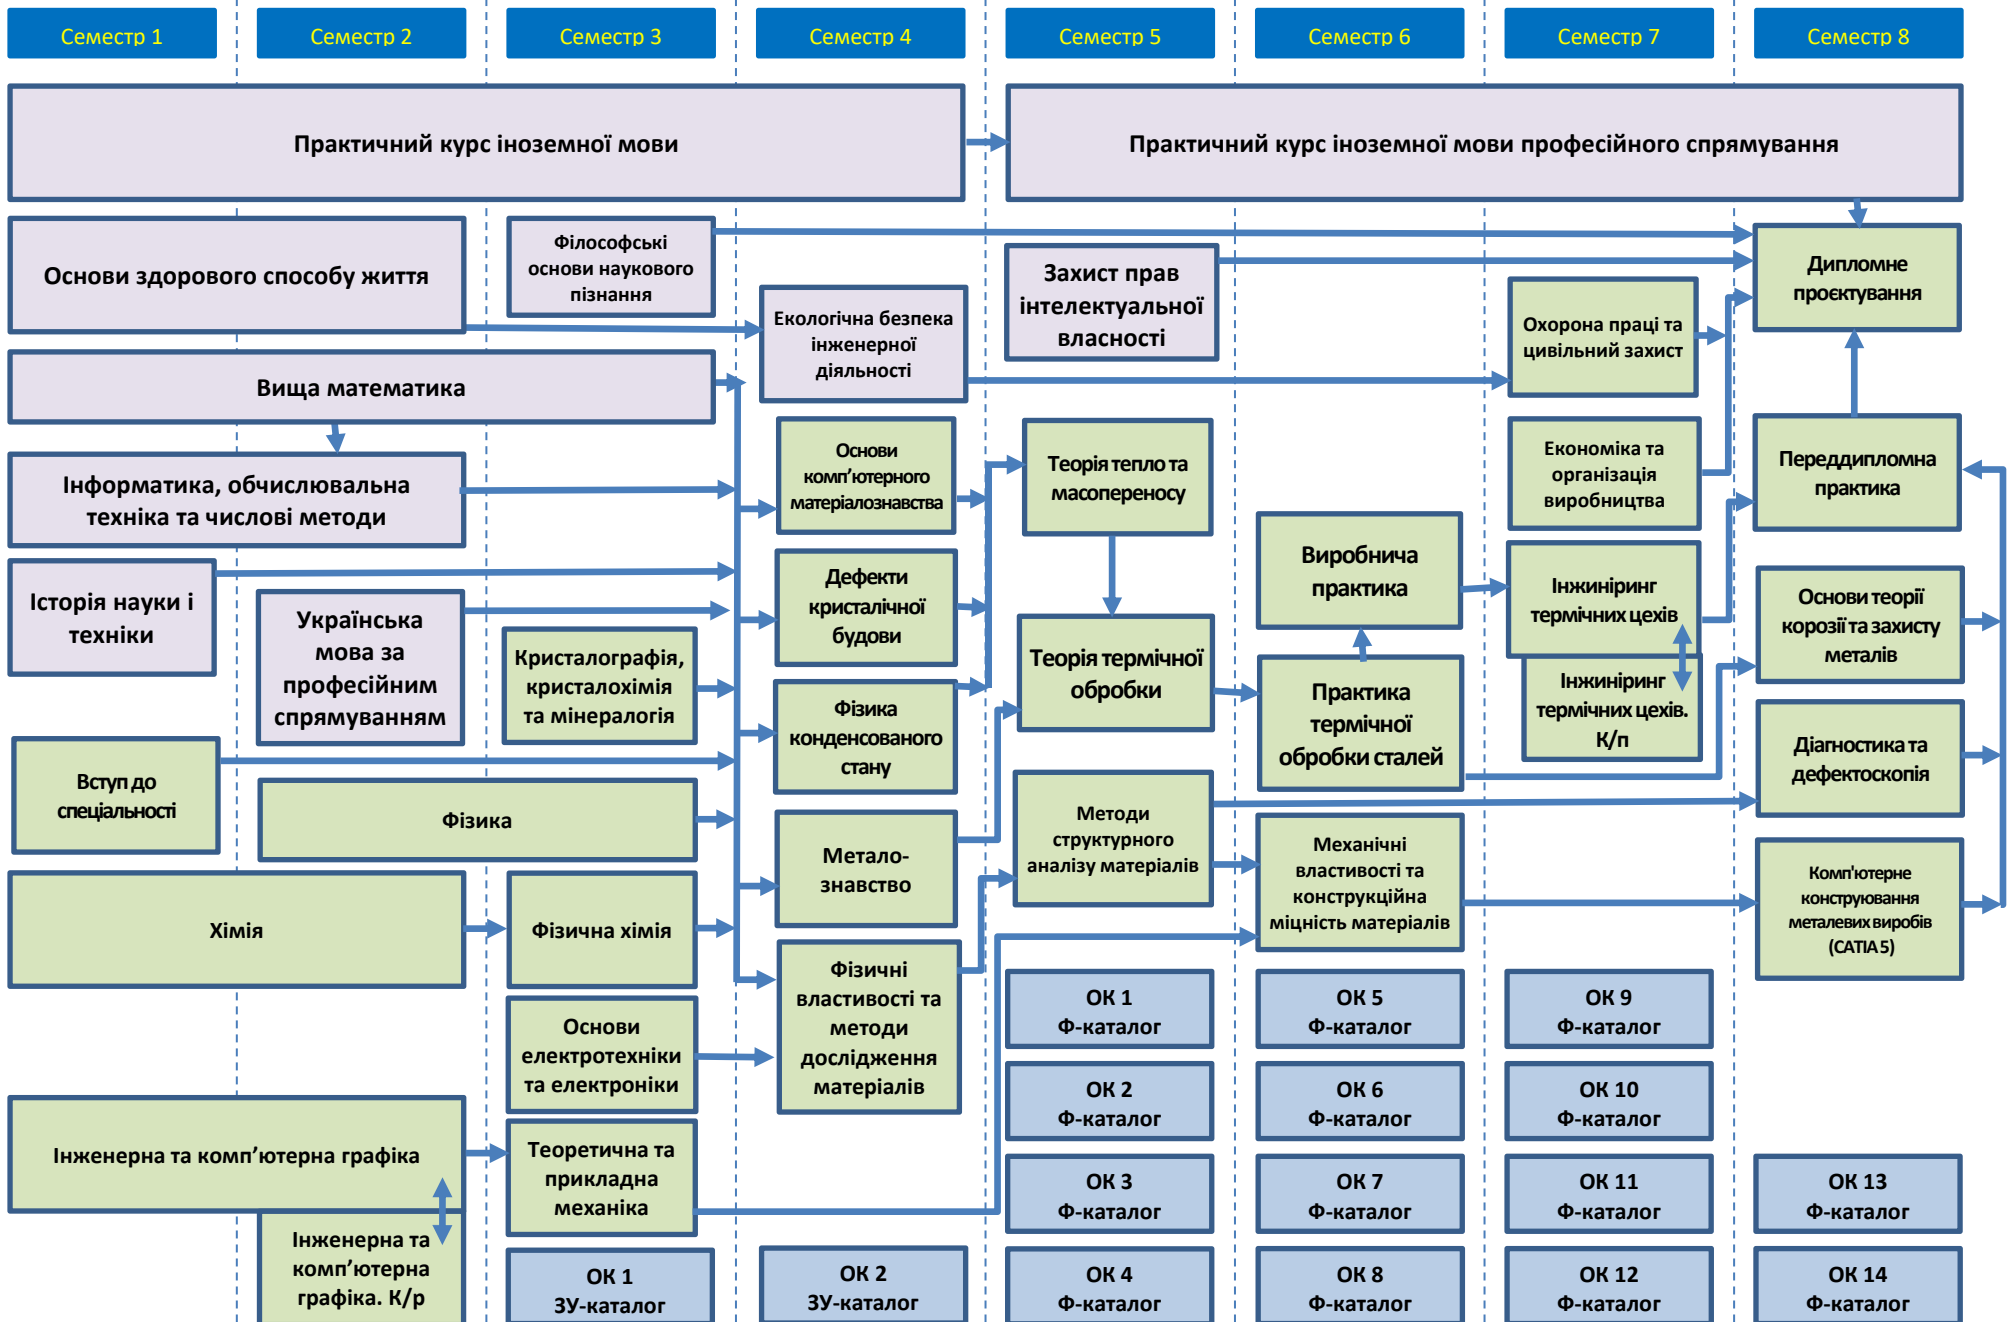 Семестр 1
Семестр 2
Семестр 3
Семестр 4
Семестр 5
Семестр 6
Семестр 7
Семестр 8
Практичний курс іноземної мови
Практичний курс іноземної мови професійного спрямування
Основи здорового способу життя
Філософські
основи наукового
пізнання
Екологічна безпека
інженерної
діяльності
Захист прав
інтелектуальної
власності
Охорона праці та
цивільний захист
Дипломне
проєктування
Вища математика
Інформатика, обчислювальна
техніка та числові методи
Основи
комп’ютерного
матеріалознавства
Теорія тепло та
масопереносу
Економіка та
організація
виробництва
Переддипломна
практика
Історія науки і
техніки
Українська
мова за
професійним
спрямуванням
Кристалографія,
кристалохімія
та мінералогія
Дефекти
кристалічної
будови
Теорія термічної
обробки
Виробнича
практика
Інжиніринг
термічних цехів
Основи теорії
корозії та захисту
металів
Фізика
конденсованого
стану
Практика
термічної
обробки сталей
Інжиніринг
термічних цехів.
К/п
Діагностика та
дефектоскопія
Вступ до
спеціальності
Фізика
Метало-
знавство
Методи
структурного
аналізу матеріалів
Механічні
властивості та
конструкційна
міцність матеріалів
Комп'ютерне
конструювання
металевих виробів
(CATIA 5)
Хімія
Фізична хімія
Фізичні
властивості та
методи
дослідження
матеріалів
Основи
електротехніки
та електроніки
Інженерна та комп’ютерна графіка
Теоретична та
прикладна
механіка
Інженерна та
комп’ютерна
графіка. К/р
ОК 1
ЗУ-каталог
ОК 2
ЗУ-каталог
ОК 1
Ф-каталог
ОК 5
Ф-каталог
ОК 9
Ф-каталог
ОК 2
Ф-каталог
ОК 6
Ф-каталог
ОК 10
Ф-каталог
ОК 3
Ф-каталог
ОК 7
Ф-каталог
ОК 11
Ф-каталог
ОК 13
Ф-каталог
ОК 4
Ф-каталог
ОК 8
Ф-каталог
ОК 12
Ф-каталог
ОК 14
Ф-каталог